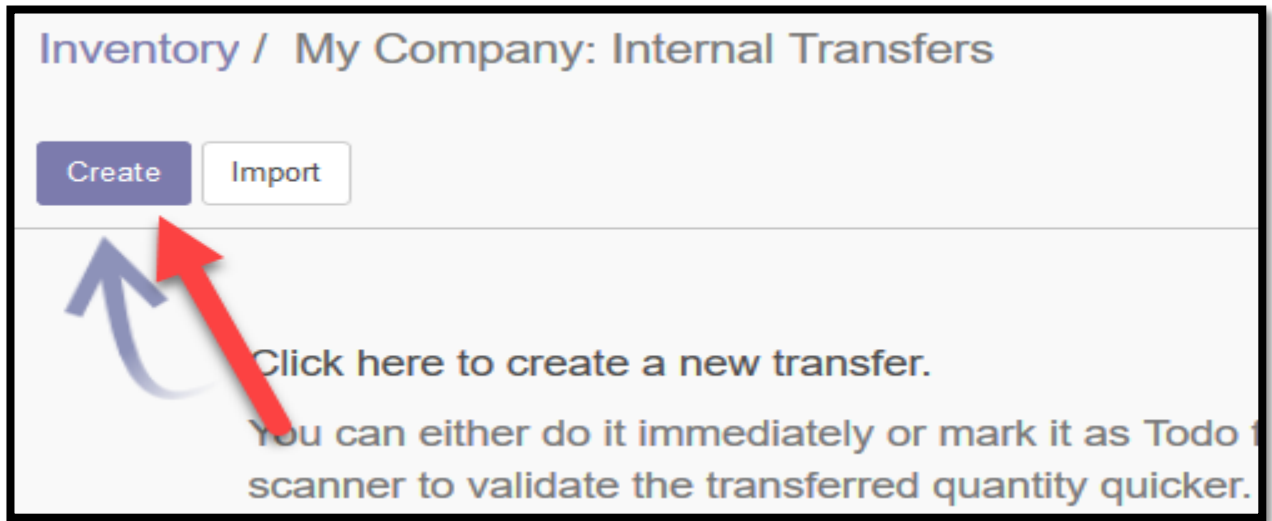 Inventory / My Company: Internal Transfers
Create
Import
Click here to create a new transfer.
You can either do it immediately or mark it as Todo
scanner to validate the transferred quantity quicker.